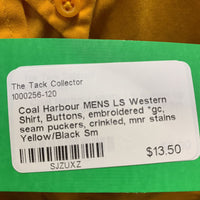 The Tack Collector
1000256-120
Coal Harbour MENS LS Western
Shirt, Buttons, embroidered *gc,
seam puckers, crinkled, mnr stains
Yellow/Black Sm
SJZUXZ
$13.50